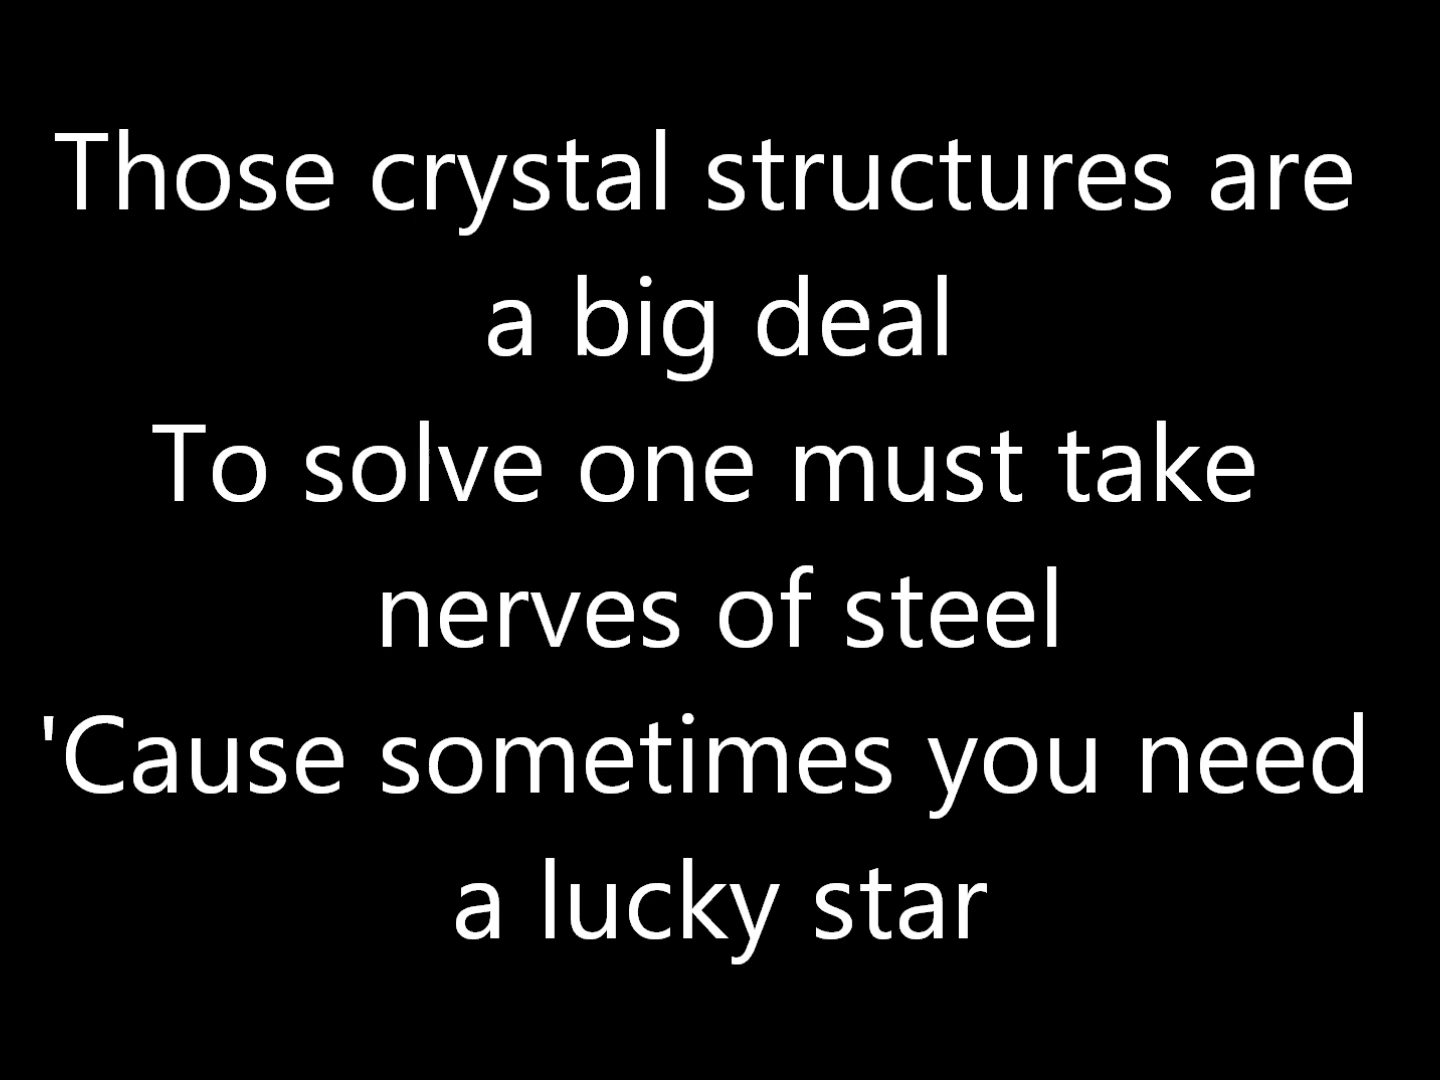 Those crystal structures are
a big deal
To solve one must take
nerves of steel
'Cause sometimes you need
a lucky star